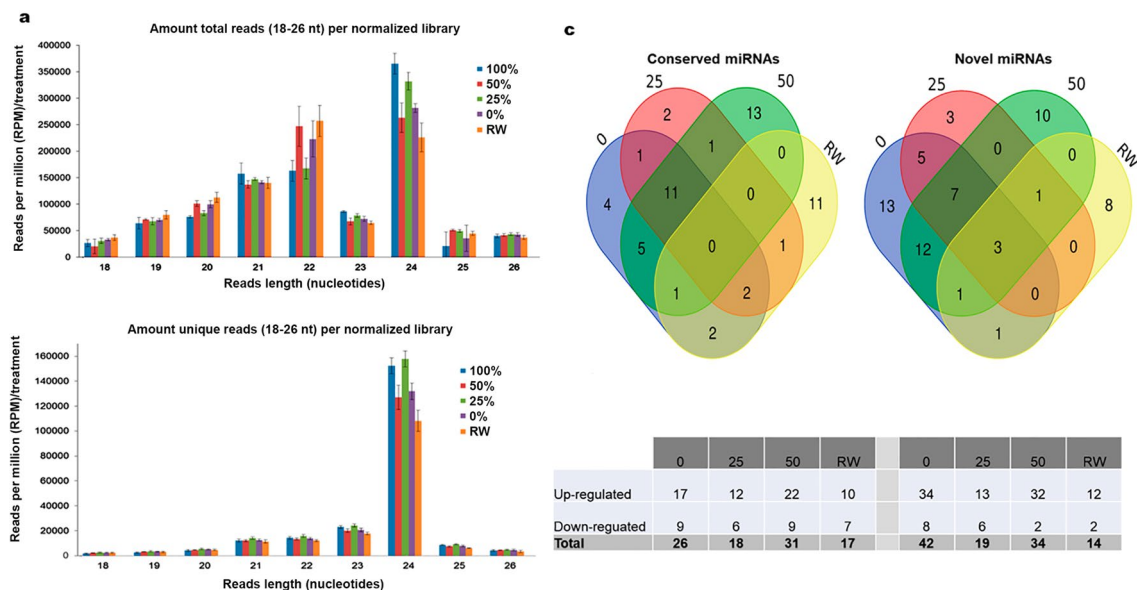 a
Amount total reads (18-26 nt) per normalized library
Reads per million (RPM)/treatment
400000
350000
300000
250000
200000
150000
100000
50000
0
100%
50%
25%
0%
RW
18 19 20 21 22 23 24 25 26
Reads length (nucleotides)
Amount unique reads (18-26 nt) per normalized library
Reads per million (RPM)/treatment
160000
140000
120000
100000
80000
60000
40000
20000
0
100%
50%
25%
0%
RW
18 19 20 21 22 23 24 25 26
Reads length (nucleotides)
c
Conserved miRNAs
25 50
0 RW
2 13
1 1 0
4 11 0 11
5 0 1
1 2
2
Novel miRNAs
25 50
0 RW
3 10
5 0 0
13 7 1 8
12 3 0
1 0
1
0 25 50 RW 0 25 50 RW
Up-regulated 17 12 22 10 34 13 32 12
Down-reguated 9 6 9 7 8 6 2 2
Total 26 18 31 17 42 19 34 14